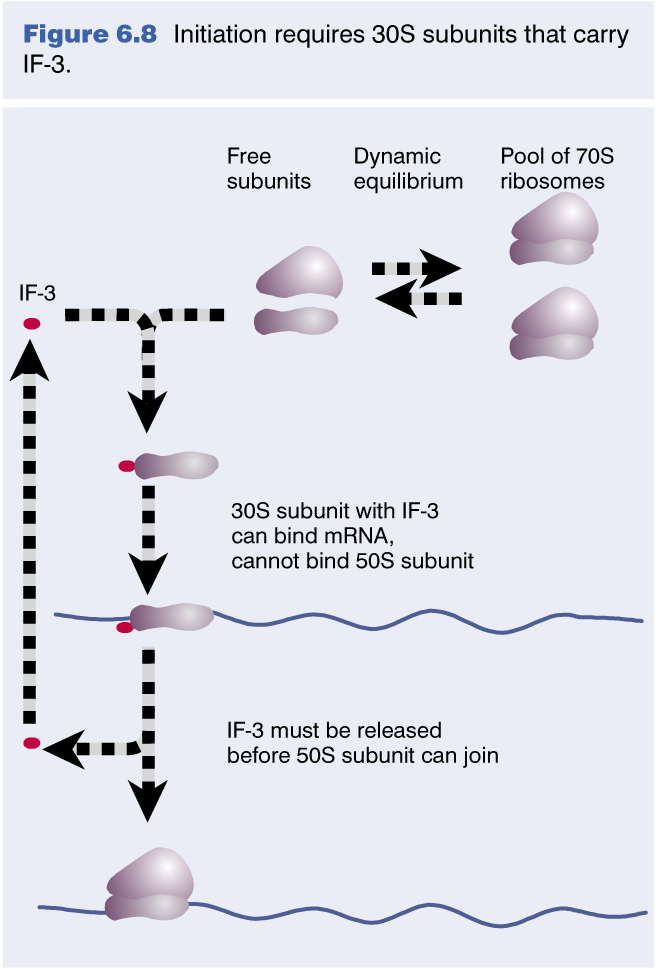 Figure 6.8 Initiation requires 30S subunits that carry
IF-3.
Free
subunits
Dynamic
equilibrium
Pool of 70S
ribosomes
IF-3
30S subunit with IF-3
can bind mRNA,
cannot bind 50S subunit
IF-3 must be released
before 50S subunit can join